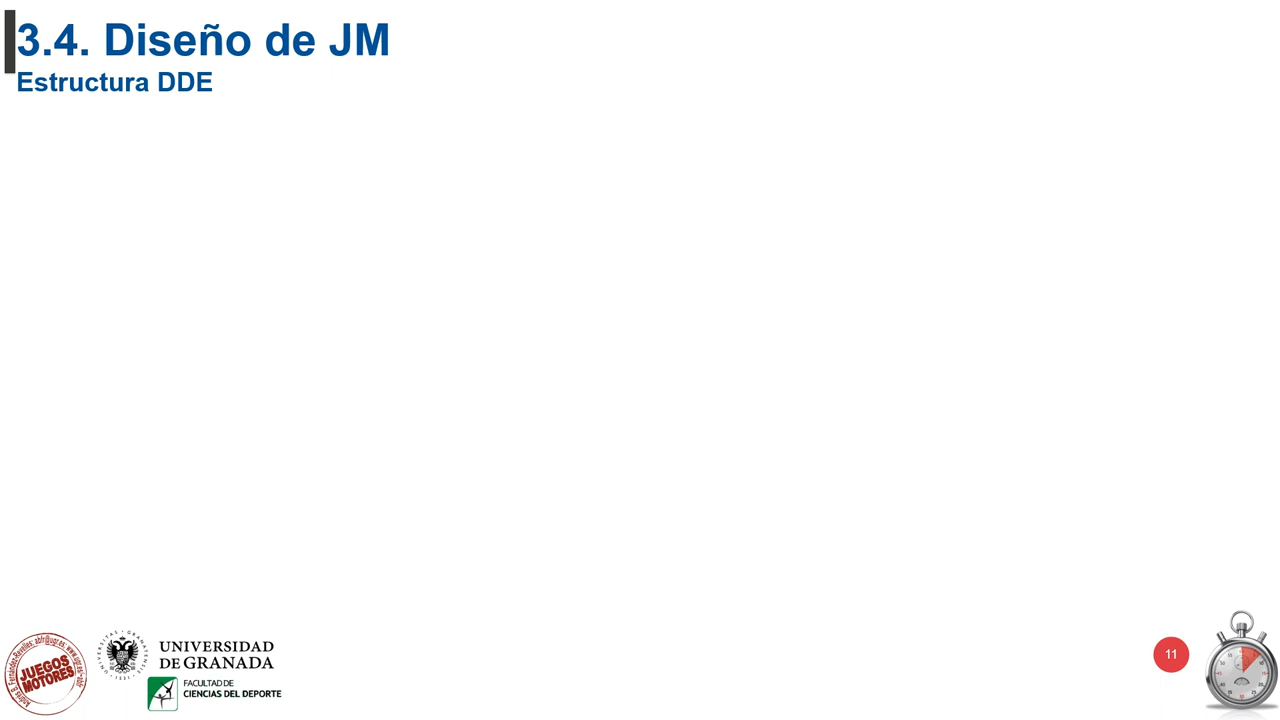 3.4. Diseño de JM
Estructura DDE
JUEGOS
MOTORES
UNIVERSIDAD
DE GRANADA
FACULTAD DE
CIENCIAS DEL DEPORTE
11